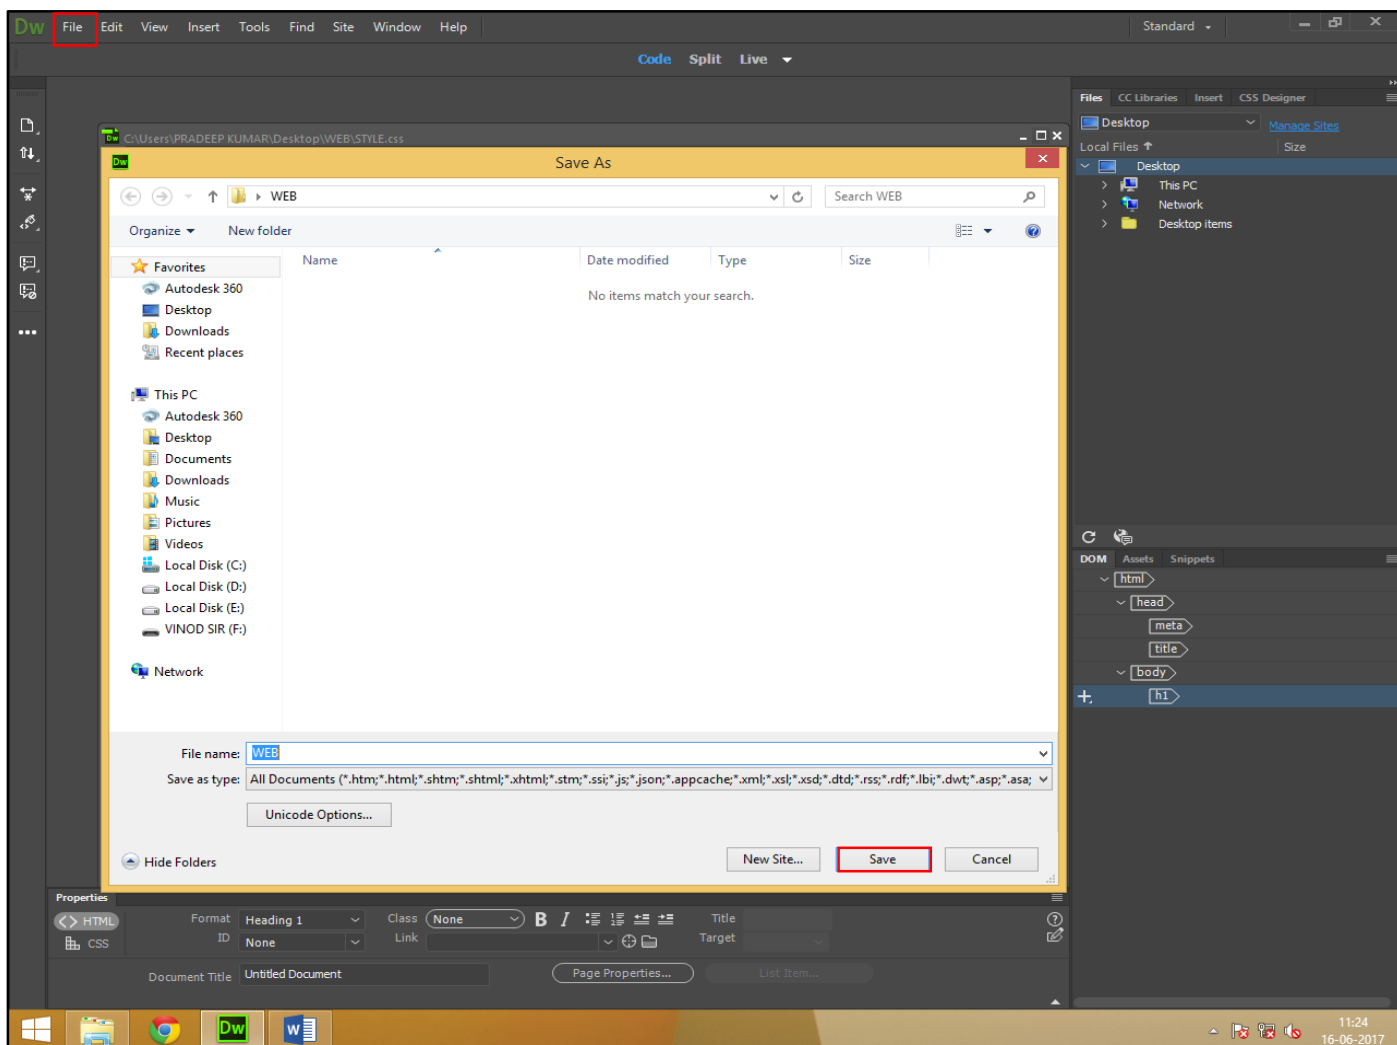 Dw File Edit View Insert Tools Find Site Window Help Standard
Code Split Live
Files CC Libraries Insert CSS Designer
Desktop Manage Sites
Local Files Size
Desktop
This PC
Network
Desktop items
C:\Users\PRADEEP KUMAR\Desktop\WEB\STYLE.css
Dw Save As
WEB Search WEB
Organize New folder
Name Date modified Type Size
No items match your search.
Favorites
Autodesk 360
Desktop
Downloads
Recent places
This PC
Autodesk 360
Desktop
Documents
Downloads
Music
Pictures
Videos
Local Disk (C:)
Local Disk (D:)
Local Disk (E:)
VINOD SIR (F:)
Network
File name: WEB
Save as type: All Documents (*.htm;*.html;*.shtm;*.shtml;*.xhtml;*.stm;*.ssi;*.js;*.json;*.appcache;*.xml;*.xsl;*.xsd;*.dtd;*.rss;*.rdf;*.lbi;*.dwt;*.asp;*.asa;
Unicode Options...
Hide Folders New Site... Save Cancel
DOM Assets Snippets
html
head
meta
title
body
h1
Properties
<> HTML Format Heading 1 Class None B I Title
CSS ID None Link Target
Document Title Untitled Document Page Properties... List Item...
Dw W 11:24
16-06-2017